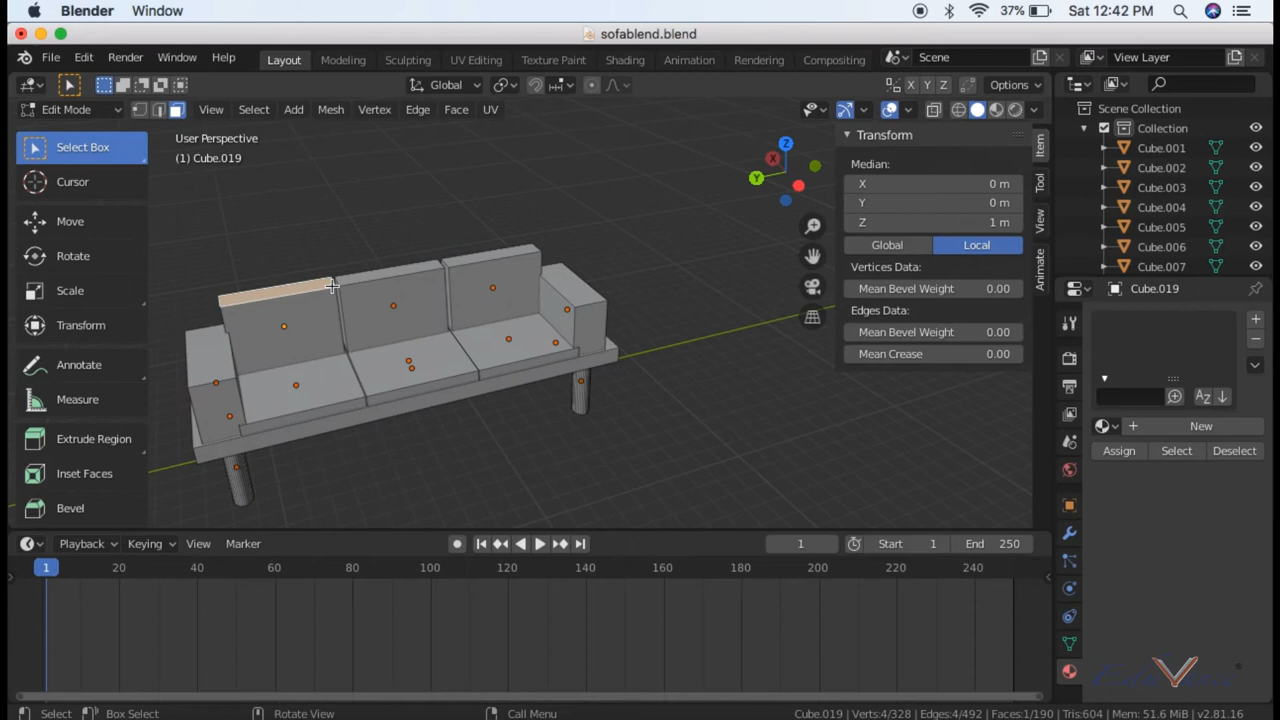 Blender Window 37% Sat 12:42 PM
sofablend.blend
File Edit Render Window Help Layout Modeling Sculpting UV Editing Texture Paint Shading Animation Rendering Compositing Scene View Layer
Global X Y Z Options
Edit Mode View Select Add Mesh Vertex Edge Face UV
Scene Collection
Collection
Cube.001
Cube.002
Cube.003
Cube.004
Cube.005
Cube.006
Cube.007
Select Box
Cursor
Move
Rotate
Scale
Transform
Annotate
Measure
Extrude Region
Inset Faces
Bevel
User Perspective
(1) Cube.019
Z
X
Y
Transform
Median:
X 0 m
Y 0 m
Z 1 m
Global Local
Vertices Data:
Mean Bevel Weight 0.00
Edges Data:
Mean Bevel Weight 0.00
Mean Crease 0.00
Item
Tool
View
Animate
Cube.019
New
Assign Select Deselect
Playback Keying View Marker 1 Start 1 End 250
1 20 40 60 80 100 120 140 160 180 200 220 240
Select Box Select Rotate View Call Menu Cube.019 | Verts:4/328 | Edges:4/492 | Faces:1/190 | Tris:604 | Mem: 51.6 MiB | v2.81.16